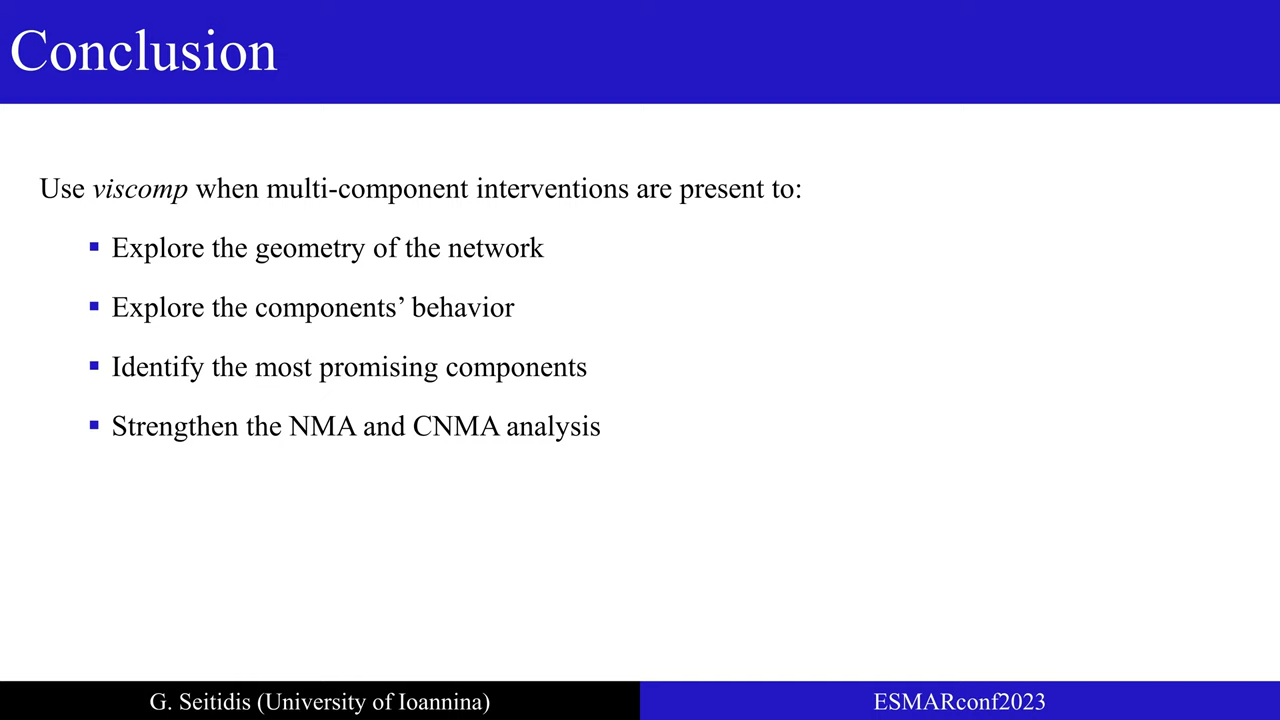 Conclusion
Use viscomp when multi-component interventions are present to:
▪ Explore the geometry of the network
▪ Explore the components’ behavior
▪ Identify the most promising components
▪ Strengthen the NMA and CNMA analysis
G. Seitidis (University of Ioannina)
ESMARconf2023